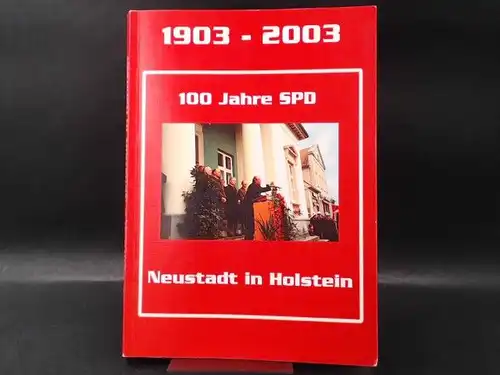 1903 - 2003
100 Jahre SPD
Neustadt in Holstein